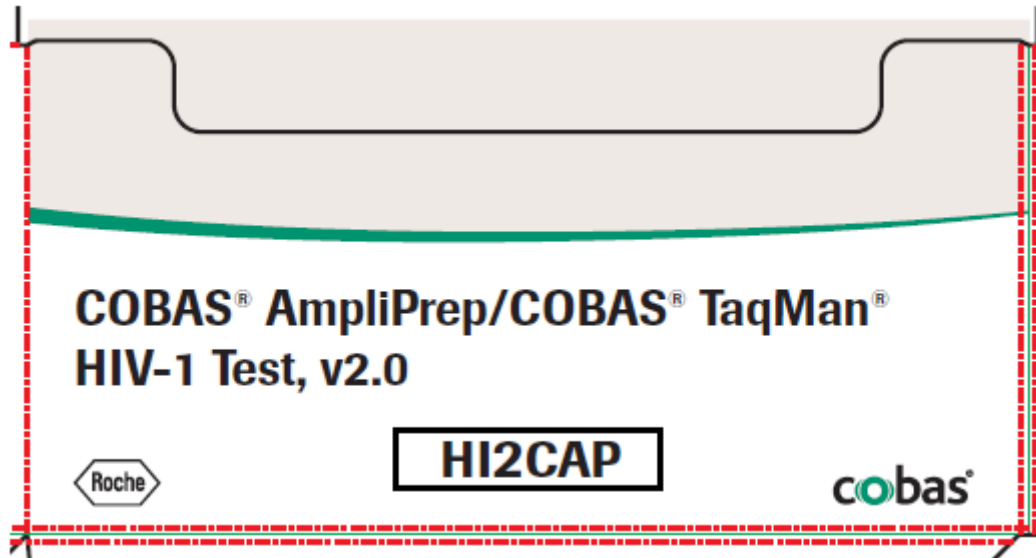 COBAS® AmpliPrep/COBAS® TaqMan®
HIV-1 Test, v2.0
HI2CAP
Roche
cobas®